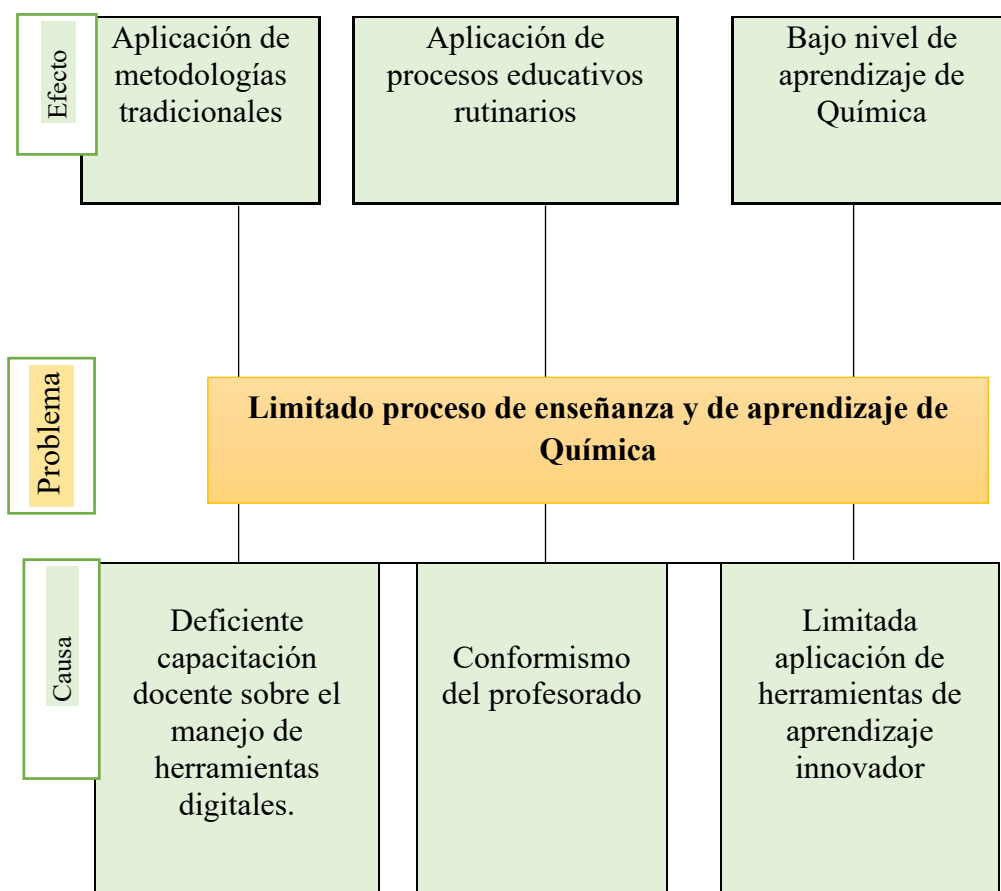 Efecto
Aplicación de
metodologías
tradicionales
Aplicación de
procesos educativos
rutinarios
Bajo nivel de
aprendizaje de
Química
Problema
Limitado proceso de enseñanza y de aprendizaje de
Química
Causa
Deficiente
capacitación
docente sobre el
manejo de
herramientas
digitales.
Conformismo
del profesorado
Limitada
aplicación de
herramientas de
aprendizaje
innovador